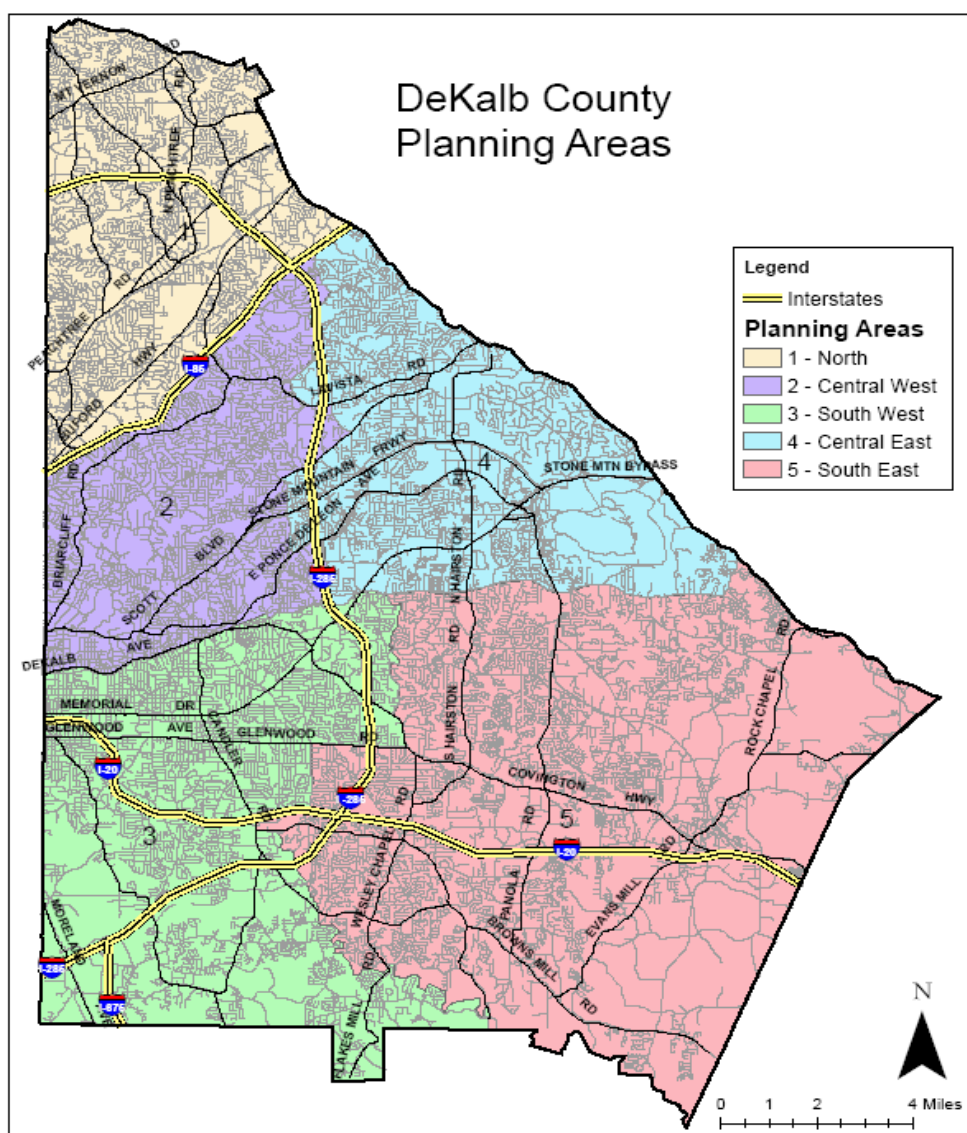 DeKalb County
Planning Areas
MT VERNON
RD
RD
N PEACHTREE
1
PEACHTREE
RD
BUFORD
HWY
I-85
LAVISTA
RD
Legend
Interstates
Planning Areas
1 - North
2 - Central West
3 - South West
4 - Central East
5 - South East
RD
BRIARCLIFF
2
STONE MOUNTAIN
FRWY
4
STONE MTN BYPASS
E PONCE DE LEON
AVE
SCOTT
BLVD
I-285
N HAIRSTON
RD
DEKALB
AVE
S HAIRSTON
RD
ROCK CHAPEL
RD
MEMORIAL
DR
GLENWOOD
AVE
GLENWOOD
RD
CANDLER
RD
I-20
-285
COVINGTON
HWY
3
5
I-20
WESLEY CHAPEL
RD
PANOLA
RD
EVANS MILL
RD
BROWNS MILL
RD
-285
-675
FLAKES MILL
RD
N
0 1 2 4 Miles